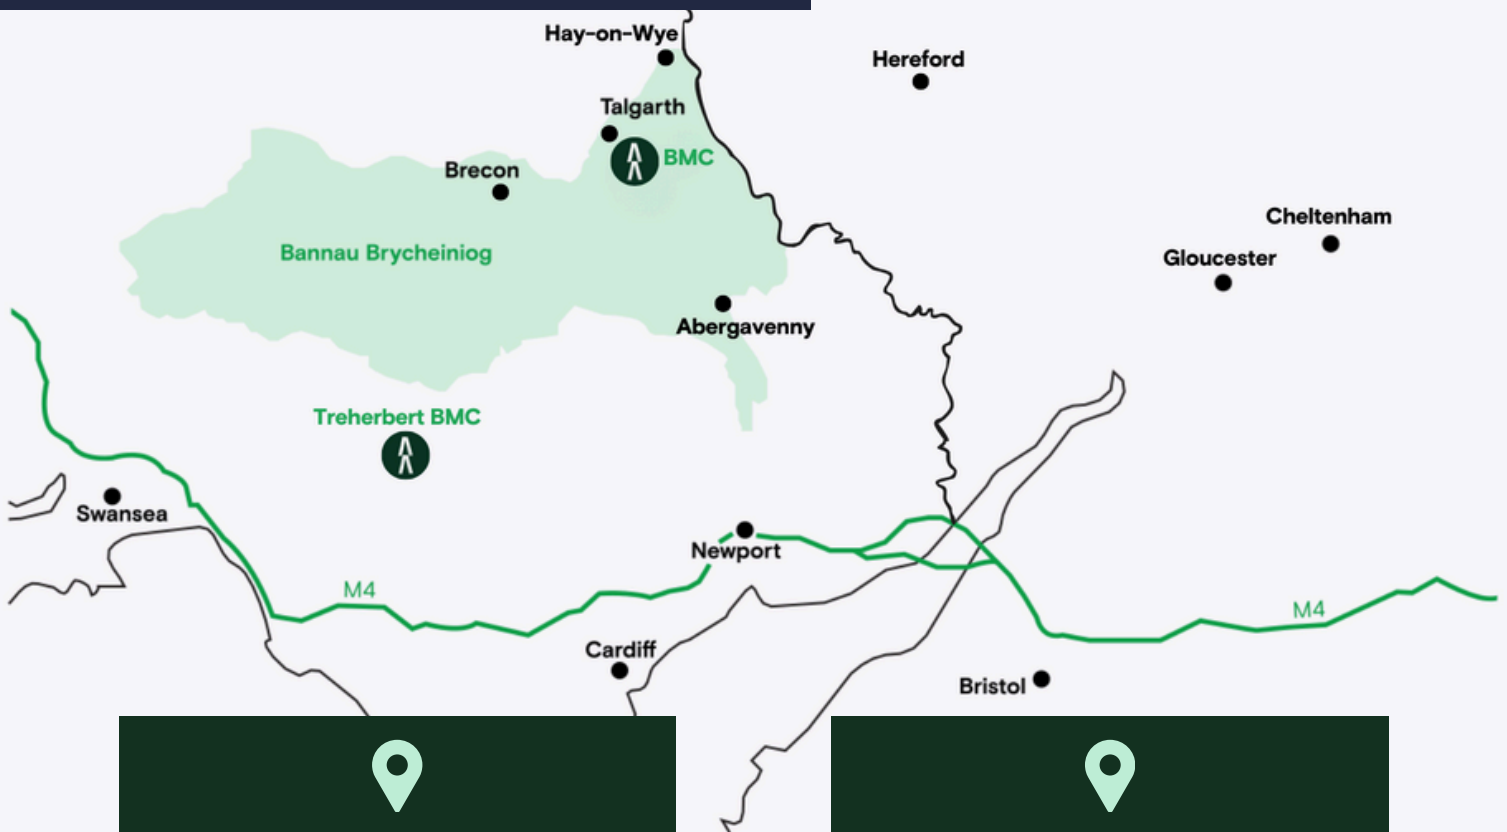 Hay-on-Wye
Hereford
Talgarth
BMC
Brecon
Cheltenham
Bannau Brycheiniog
Gloucester
Abergavenny
Treherbert BMC
Swansea
Newport
M4
M4
Cardiff
Bristol